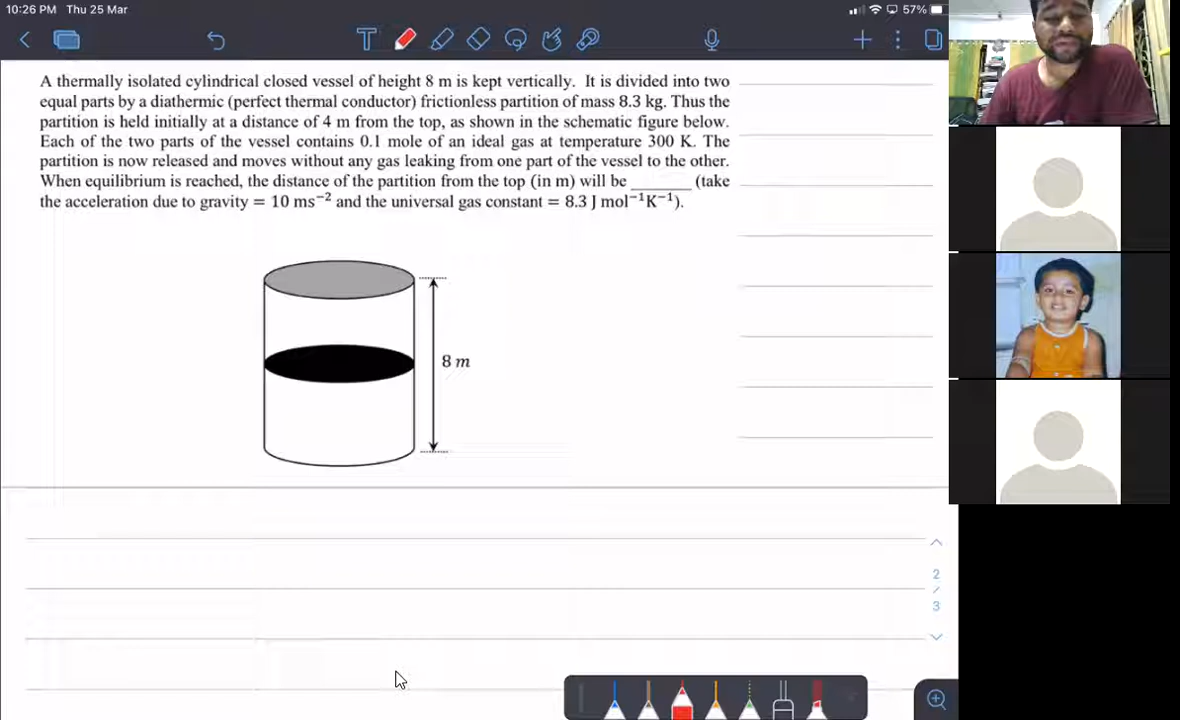 10:26 PM Thu 25 Mar
57%
A thermally isolated cylindrical closed vessel of height 8 m is kept vertically. It is divided into two
equal parts by a diathermic (perfect thermal conductor) frictionless partition of mass 8.3 kg. Thus the
partition is held initially at a distance of 4 m from the top, as shown in the schematic figure below.
Each of the two parts of the vessel contains 0.1 mole of an ideal gas at temperature 300 K. The
partition is now released and moves without any gas leaking from one part of the vessel to the other.
When equilibrium is reached, the distance of the partition from the top (in m) will be ______ (take
the acceleration due to gravity = 10 ms⁻² and the universal gas constant = 8.3 J mol⁻¹K⁻¹).
8 m
2
/
3